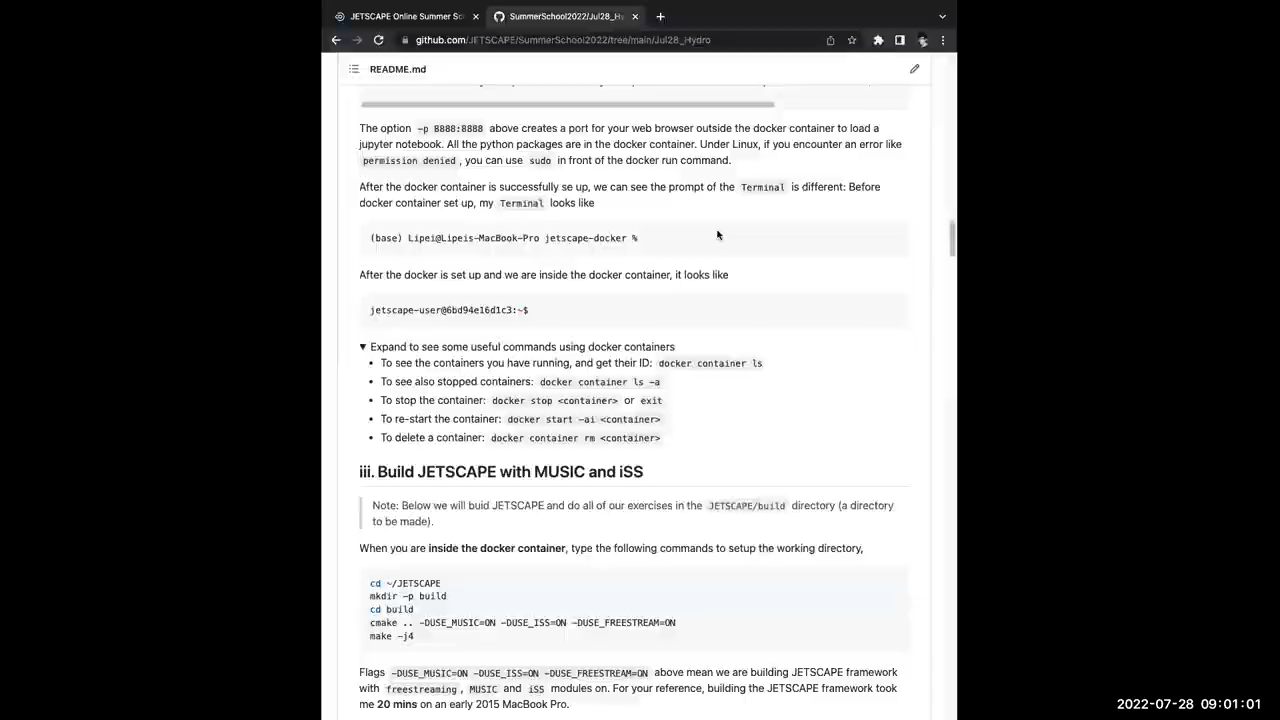 JETSCAPE Online Summer Sc
SummerSchool2022/Jul28_Hy
github.com/JETSCAPE/SummerSchool2022/tree/main/Jul28_Hydro
README.md
The option -p 8888:8888 above creates a port for your web browser outside the docker container to load a
jupyter notebook. All the python packages are in the docker container. Under Linux, if you encounter an error like
permission denied, you can use sudo in front of the docker run command.
After the docker container is successfully se up, we can see the prompt of the Terminal is different: Before
docker container set up, my Terminal looks like
(base) Lipei@Lipeis-MacBook-Pro jetscape-docker %
After the docker is set up and we are inside the docker container, it looks like
jetscape-user@6bd94e16d1c3:~$
▼ Expand to see some useful commands using docker containers
• To see the containers you have running, and get their ID: docker container ls
• To see also stopped containers: docker container ls -a
• To stop the container: docker stop <container> or exit
• To re-start the container: docker start -ai <container>
• To delete a container: docker container rm <container>
iii. Build JETSCAPE with MUSIC and iSS
Note: Below we will buid JETSCAPE and do all of our exercises in the JETSCAPE/build directory (a directory
to be made).
When you are inside the docker container, type the following commands to setup the working directory,
cd ~/JETSCAPE
mkdir -p build
cd build
cmake .. -DUSE_MUSIC=ON -DUSE_ISS=ON -DUSE_FREESTREAM=ON
make -j4
Flags -DUSE_MUSIC=ON -DUSE_ISS=ON -DUSE_FREESTREAM=ON above mean we are building JETSCAPE framework
with freestreaming, MUSIC and iSS modules on. For your reference, building the JETSCAPE framework took
me 20 mins on an early 2015 MacBook Pro.
2022-07-28 09:01:01